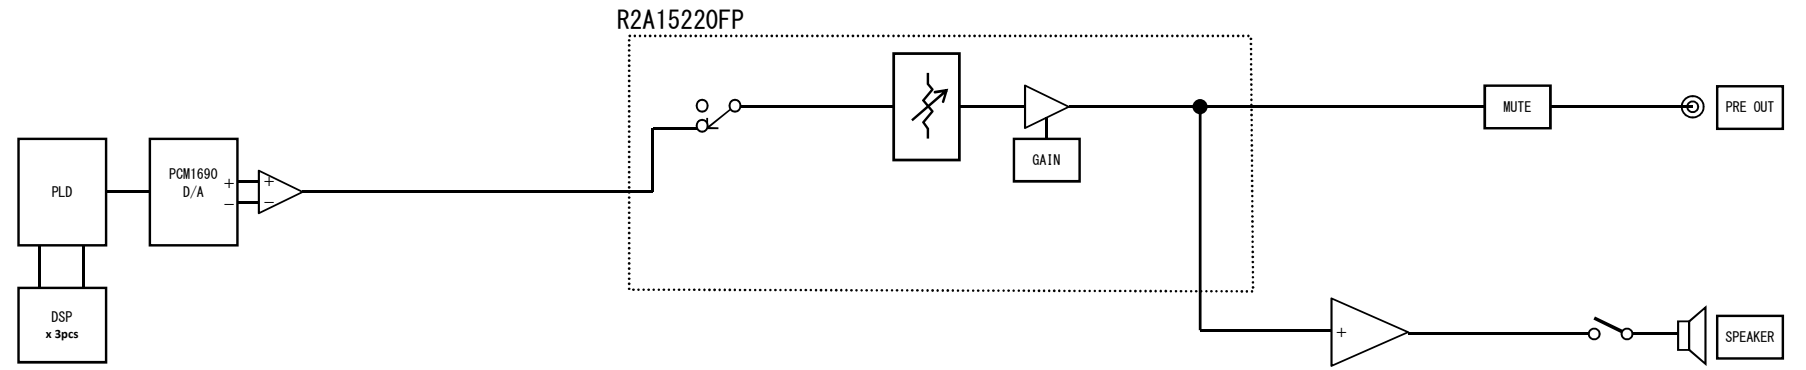 R2A15220FP
MUTE
PRE OUT
GAIN
PLD
PCM1690
D/A
+
−
+
−
DSP
x 3pcs
+
SPEAKER